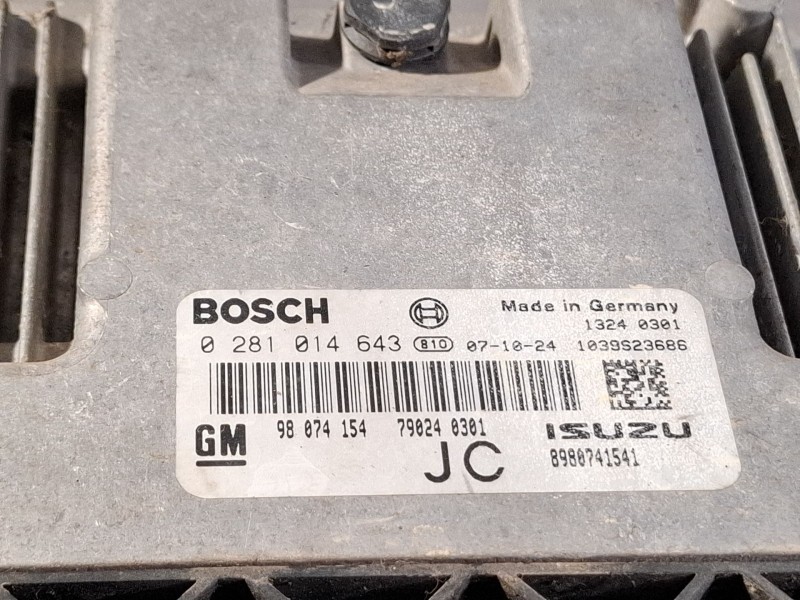 BOSCH Made in Germany
1324 0301
0 281 014 643 810 07-10-24 1039S23686
GM 98 074 154 79024 0301 ISUZU
JC 8980741541